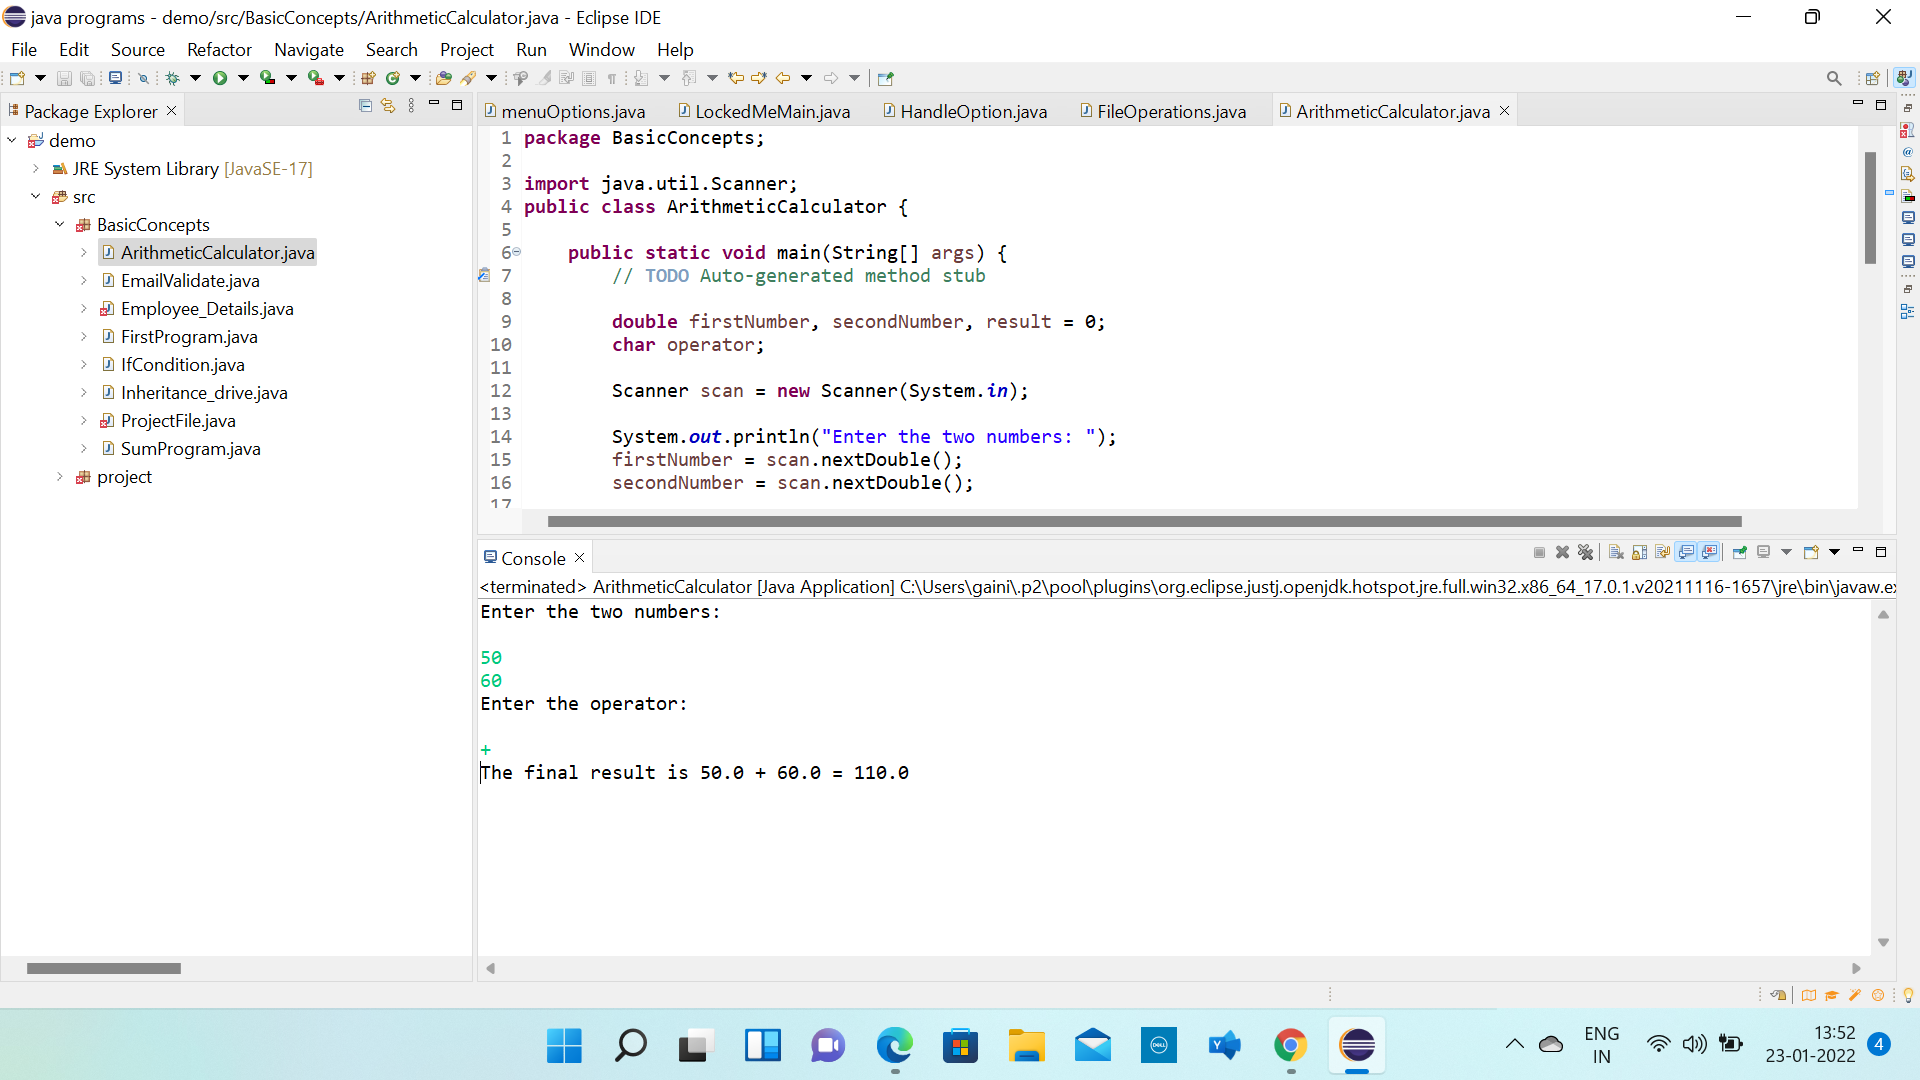 java programs - demo/src/BasicConcepts/ArithmeticCalculator.java - Eclipse IDE
File Edit Source Refactor Navigate Search Project Run Window Help
Package Explorer
demo
JRE System Library [JavaSE-17]
src
BasicConcepts
ArithmeticCalculator.java
EmailValidate.java
Employee_Details.java
FirstProgram.java
IfCondition.java
Inheritance_drive.java
ProjectFile.java
SumProgram.java
project
menuOptions.java LockedMeMain.java HandleOption.java FileOperations.java ArithmeticCalculator.java
1 package BasicConcepts;
2
3 import java.util.Scanner;
4 public class ArithmeticCalculator {
5
6 public static void main(String[] args) {
7 // TODO Auto-generated method stub
8
9 double firstNumber, secondNumber, result = 0;
10 char operator;
11
12 Scanner scan = new Scanner(System.in);
13
14 System.out.println("Enter the two numbers: ");
15 firstNumber = scan.nextDouble();
16 secondNumber = scan.nextDouble();
17
Console
<terminated> ArithmeticCalculator [Java Application] C:\Users\gaini\.p2\pool\plugins\org.eclipse.justj.openjdk.hotspot.jre.full.win32.x86_64_17.0.1.v20211116-1657\jre\bin\javaw.ex
Enter the two numbers:
50
60
Enter the operator:
+
The final result is 50.0 + 60.0 = 110.0
DELL
ENG
IN
13:52
23-01-2022
4